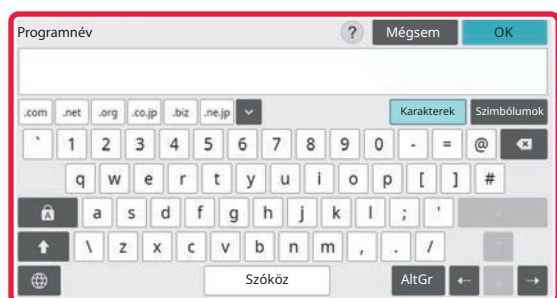 Programnév ? Mégsem OK
.com .net .org .co.jp .biz .ne.jp Karakterek Szimbólumok
` 1 2 3 4 5 6 7 8 9 0 - = @
q w e r t y u i o p [ ] #
A a s d f g h j k l ; '
\ z x c v b n m , . /
Szóköz AltGr